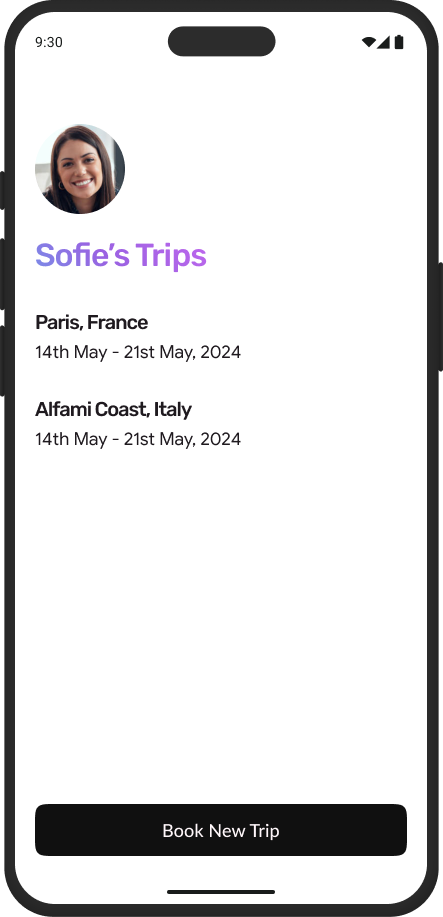 9:30
Sofie's Trips
Paris, France
14th May - 21st May, 2024
Alfami Coast, Italy
14th May - 21st May, 2024
Book New Trip